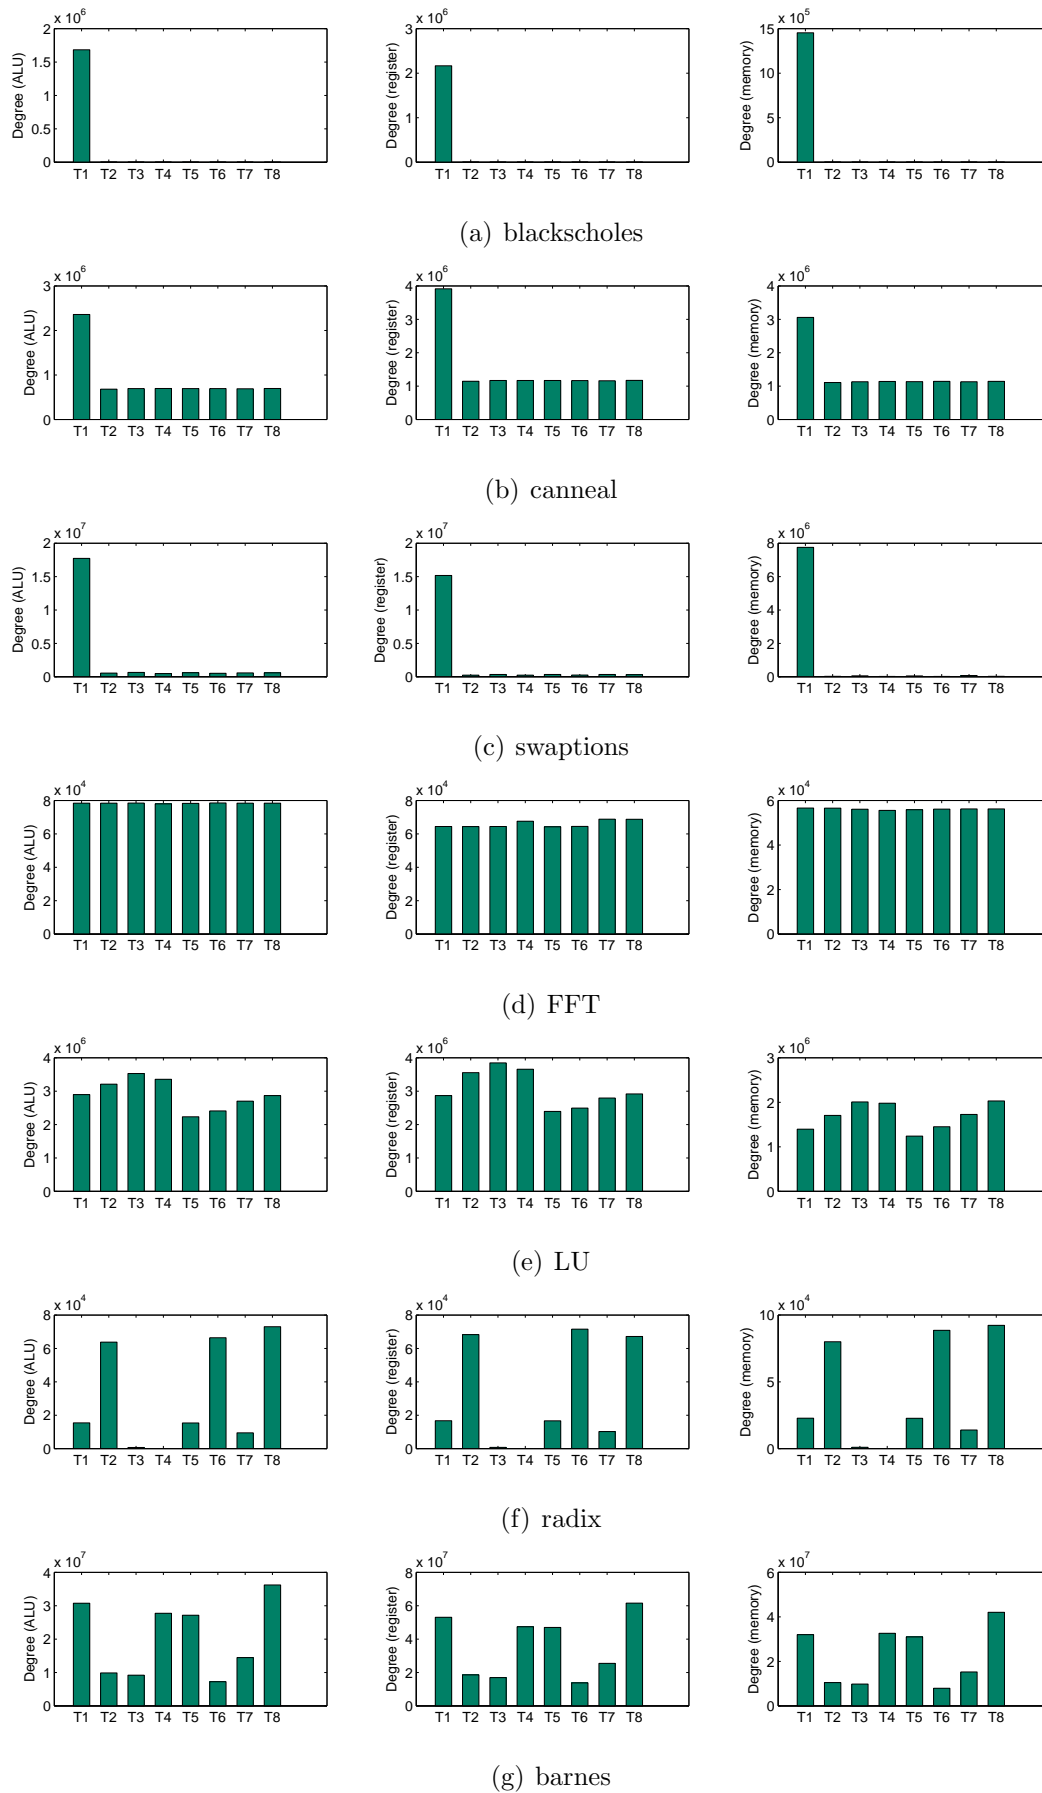 x 10^6
2
1.5
1
0.5
0
Degree (ALU)
T1 T2 T3 T4 T5 T6 T7 T8
x 10^6
3
2
1
0
Degree (register)
T1 T2 T3 T4 T5 T6 T7 T8
x 10^5
15
10
5
0
Degree (memory)
T1 T2 T3 T4 T5 T6 T7 T8
(a) blackscholes
x 10^6
3
2
1
0
Degree (ALU)
T1 T2 T3 T4 T5 T6 T7 T8
x 10^6
4
3
2
1
0
Degree (register)
T1 T2 T3 T4 T5 T6 T7 T8
x 10^6
4
3
2
1
0
Degree (memory)
T1 T2 T3 T4 T5 T6 T7 T8
(b) canneal
x 10^7
2
1.5
1
0.5
0
Degree (ALU)
T1 T2 T3 T4 T5 T6 T7 T8
x 10^7
2
1.5
1
0.5
0
Degree (register)
T1 T2 T3 T4 T5 T6 T7 T8
x 10^6
8
6
4
2
0
Degree (memory)
T1 T2 T3 T4 T5 T6 T7 T8
(c) swaptions
x 10^4
8
6
4
2
0
Degree (ALU)
T1 T2 T3 T4 T5 T6 T7 T8
x 10^4
8
6
4
2
0
Degree (register)
T1 T2 T3 T4 T5 T6 T7 T8
x 10^4
6
4
2
0
Degree (memory)
T1 T2 T3 T4 T5 T6 T7 T8
(d) FFT
x 10^6
4
3
2
1
0
Degree (ALU)
T1 T2 T3 T4 T5 T6 T7 T8
x 10^6
4
3
2
1
0
Degree (register)
T1 T2 T3 T4 T5 T6 T7 T8
x 10^6
3
2
1
0
Degree (memory)
T1 T2 T3 T4 T5 T6 T7 T8
(e) LU
x 10^4
8
6
4
2
0
Degree (ALU)
T1 T2 T3 T4 T5 T6 T7 T8
x 10^4
8
6
4
2
0
Degree (register)
T1 T2 T3 T4 T5 T6 T7 T8
x 10^4
10
5
0
Degree (memory)
T1 T2 T3 T4 T5 T6 T7 T8
(f) radix
x 10^7
4
3
2
1
0
Degree (ALU)
T1 T2 T3 T4 T5 T6 T7 T8
x 10^7
8
6
4
2
0
Degree (register)
T1 T2 T3 T4 T5 T6 T7 T8
x 10^7
6
4
2
0
Degree (memory)
T1 T2 T3 T4 T5 T6 T7 T8
(g) barnes